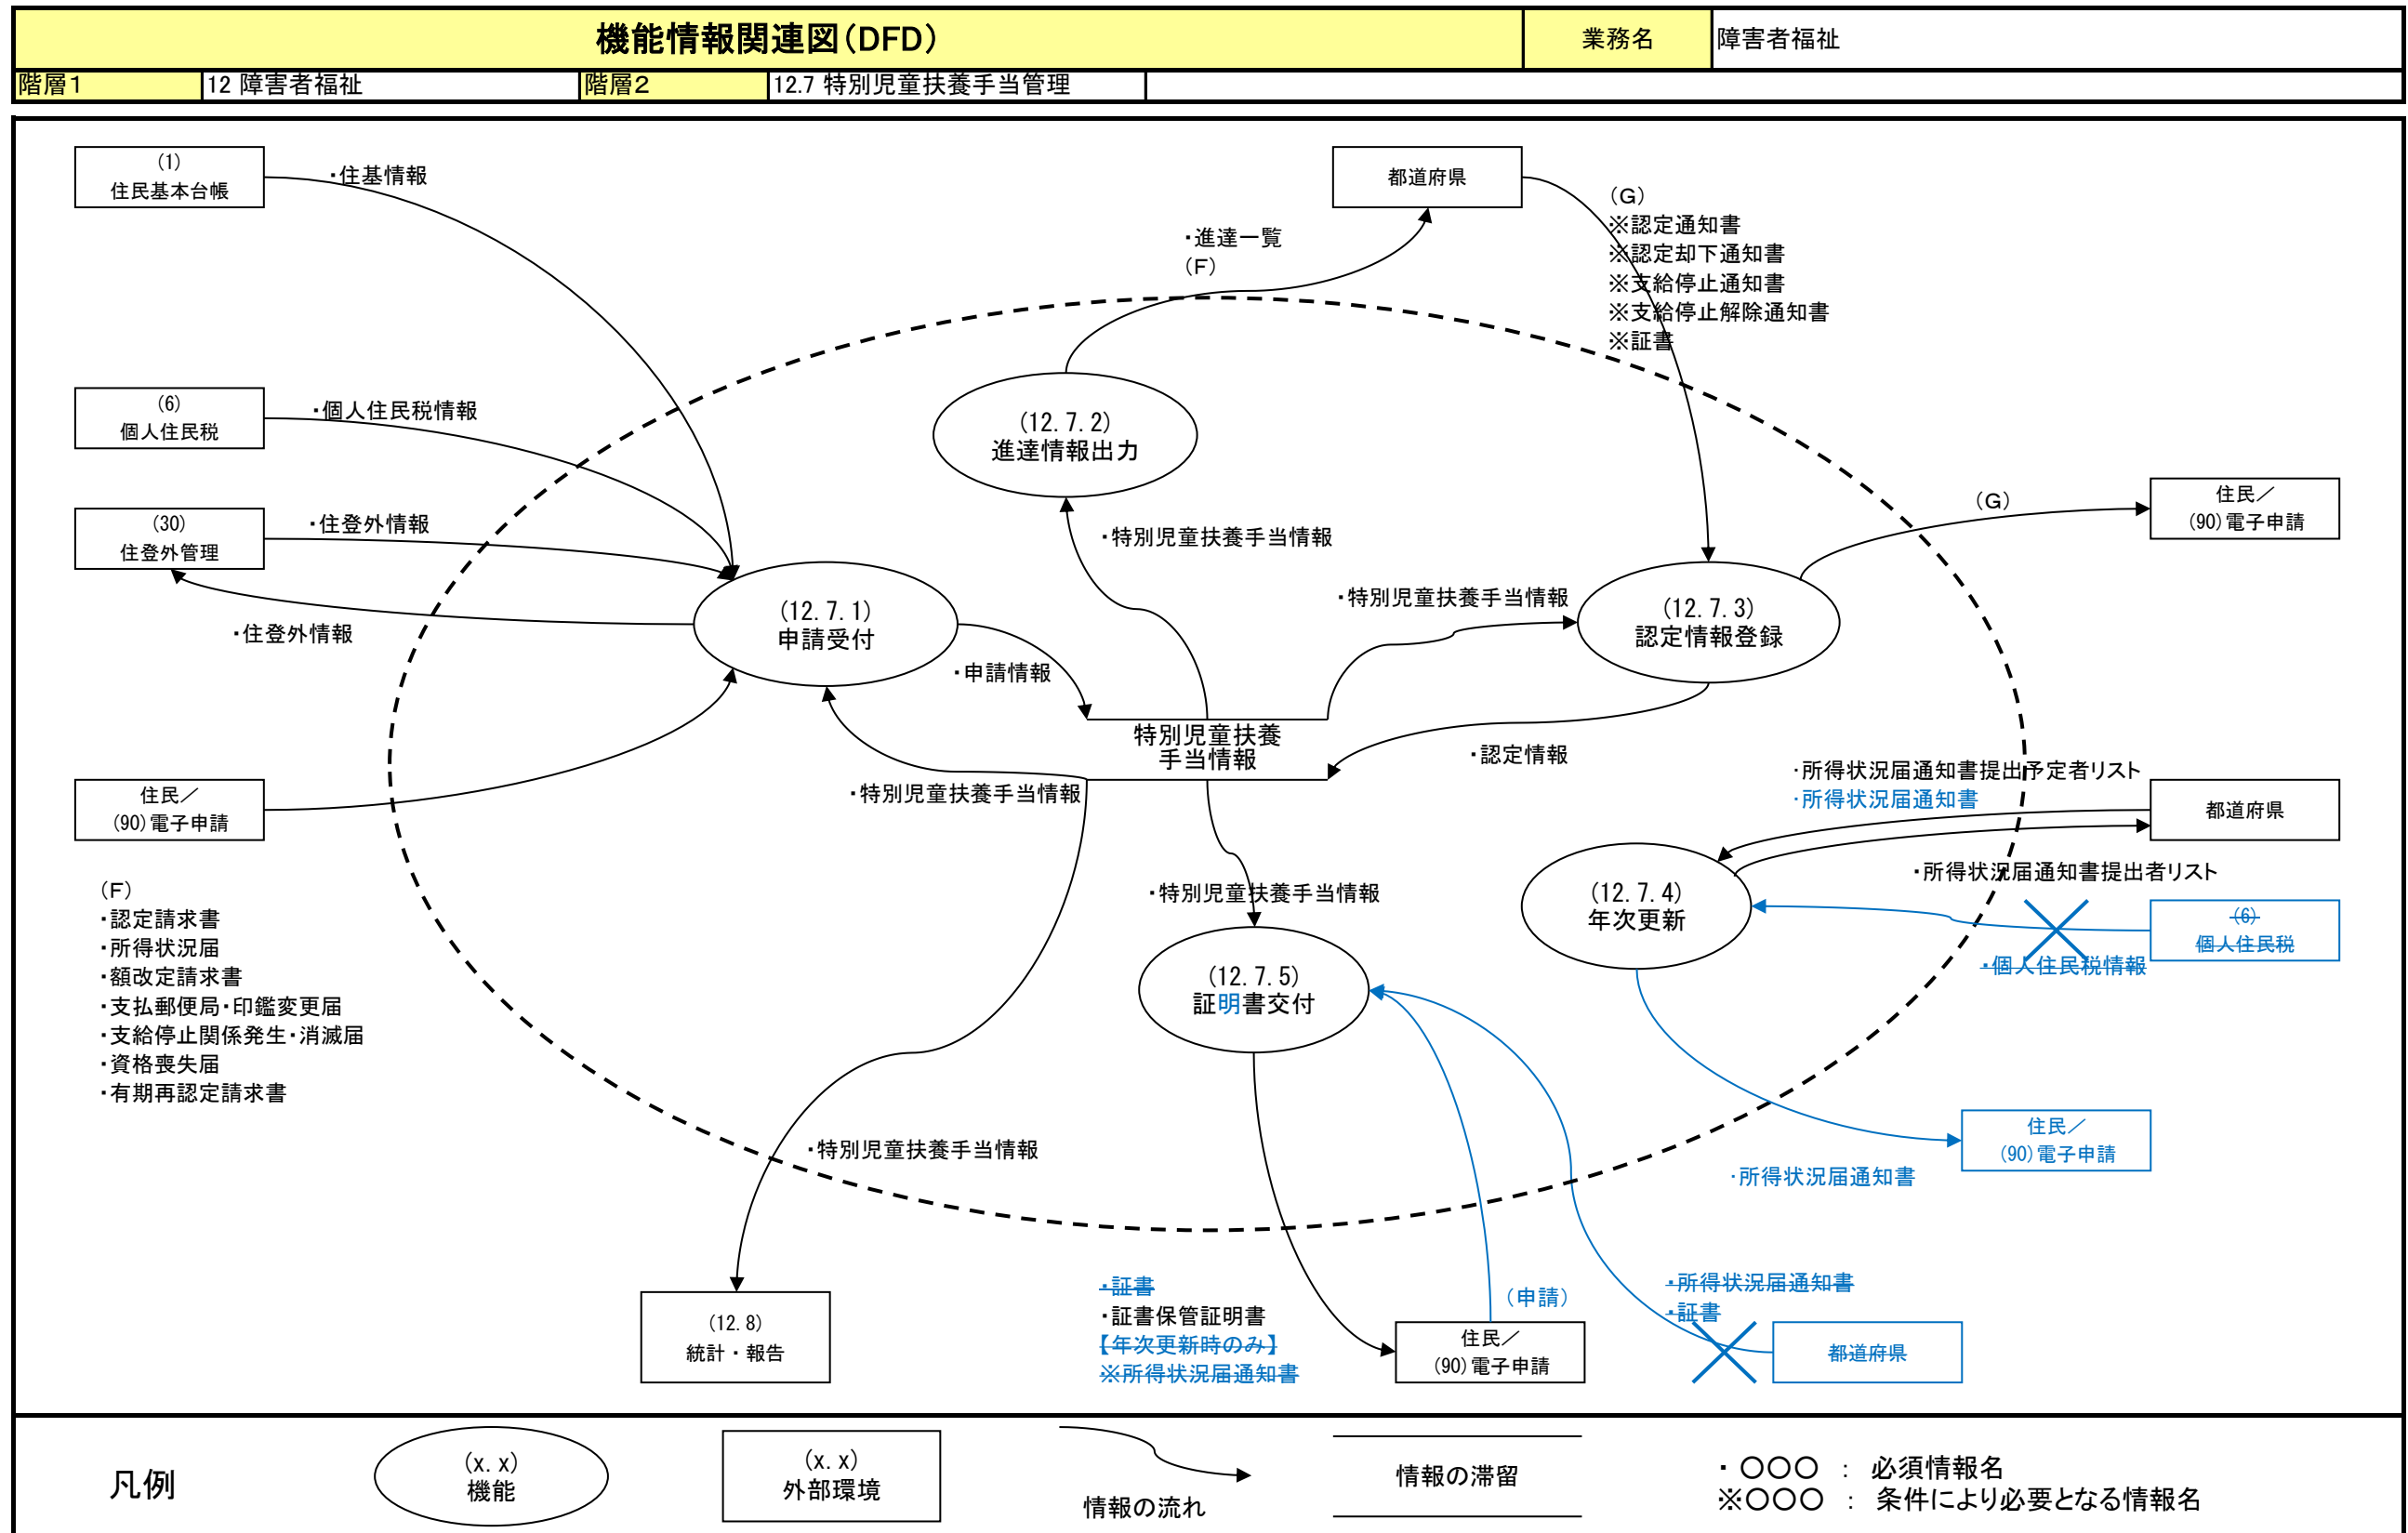 機能情報関連図(DFD)
業務名
障害者福祉
階層1
12 障害者福祉
階層2
12.7 特別児童扶養手当管理
(1)
住民基本台帳
・住基情報
都道府県
(G)
※認定通知書
※認定却下通知書
※支給停止通知書
※支給停止解除通知書
※証書
・進達一覧
(F)
(6)
個人住民税
・個人住民税情報
(12.7.2)
進達情報出力
(30)
住登外管理
・住登外情報
・住登外情報
・特別児童扶養手当情報
(G)
住民/
(90)電子申請
(12.7.1)
申請受付
・特別児童扶養手当情報
(12.7.3)
認定情報登録
・申請情報
特別児童扶養
手当情報
・認定情報
・特別児童扶養手当情報
住民/
(90)電子申請
・所得状況届通知書提出予定者リスト
・所得状況届通知書
都道府県
・所得状況届通知書提出者リスト
(12.7.4)
年次更新
(6)
個人住民税
・個人住民税情報
(F)
・認定請求書
・所得状況届
・額改定請求書
・支払郵便局・印鑑変更届
・支給停止関係発生・消滅届
・資格喪失届
・有期再認定請求書
・特別児童扶養手当情報
(12.7.5)
証明書交付
・特別児童扶養手当情報
住民/
(90)電子申請
・所得状況届通知書
(12.8)
統計・報告
・証書
・証書保管証明書
【年次更新時のみ】
※所得状況届通知書
(申請)
住民/
(90)電子申請
・所得状況届通知書
・証書
都道府県
凡例
(x.x)
機能
(x.x)
外部環境
情報の流れ
情報の滞留
・ 〇〇〇 : 必須情報名
※〇〇〇 : 条件により必要となる情報名